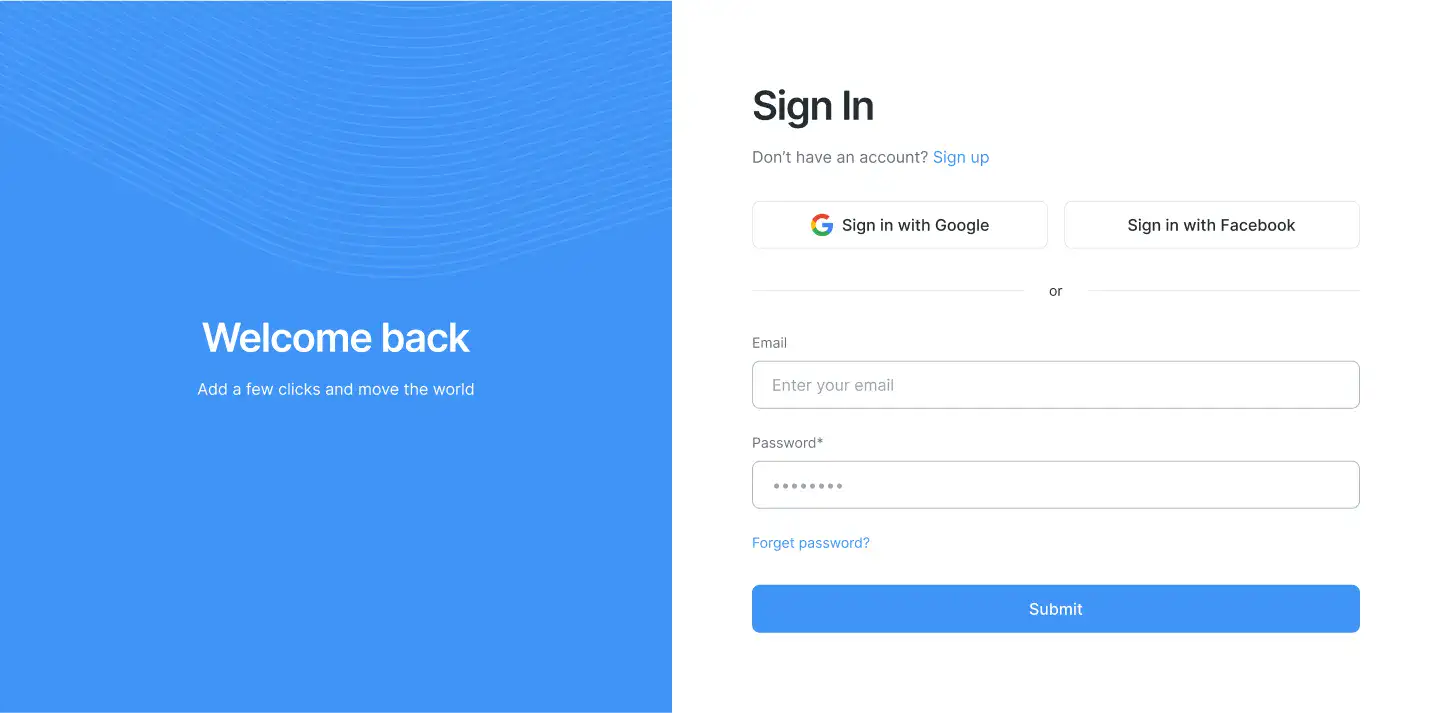 Welcome back
Add a few clicks and move the world
Sign In
Don’t have an account? Sign up
Sign in with Google
Sign in with Facebook
or
Email
Enter your email
Password*
••••••••
Forget password?
Submit